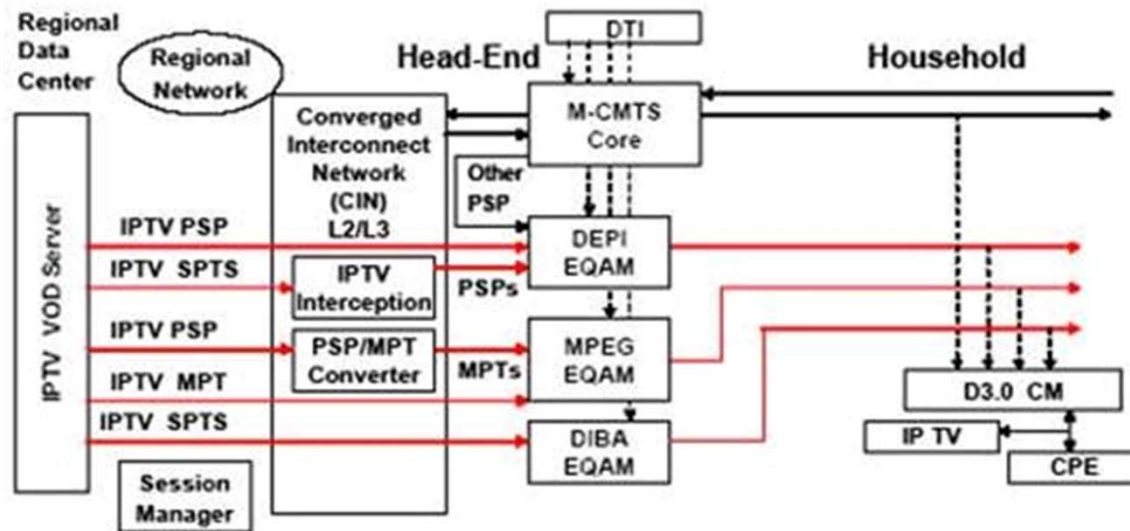 Regional
Data
Center
Regional
Network
Head-End
DTI
Household
Converged
Interconnect
Network
(CIN)
L2/L3
M-CMTS
Core
Other
PSP
IPTV VOD Server
IPTV PSP
DEPI
EQAM
IPTV SPTS
IPTV
Interception
PSPs
IPTV PSP
PSP/MPT
Converter
MPEG
EQAM
MPTs
IPTV MPT
IPTV SPTS
DIBA
EQAM
D3.0 CM
IP TV
CPE
Session
Manager